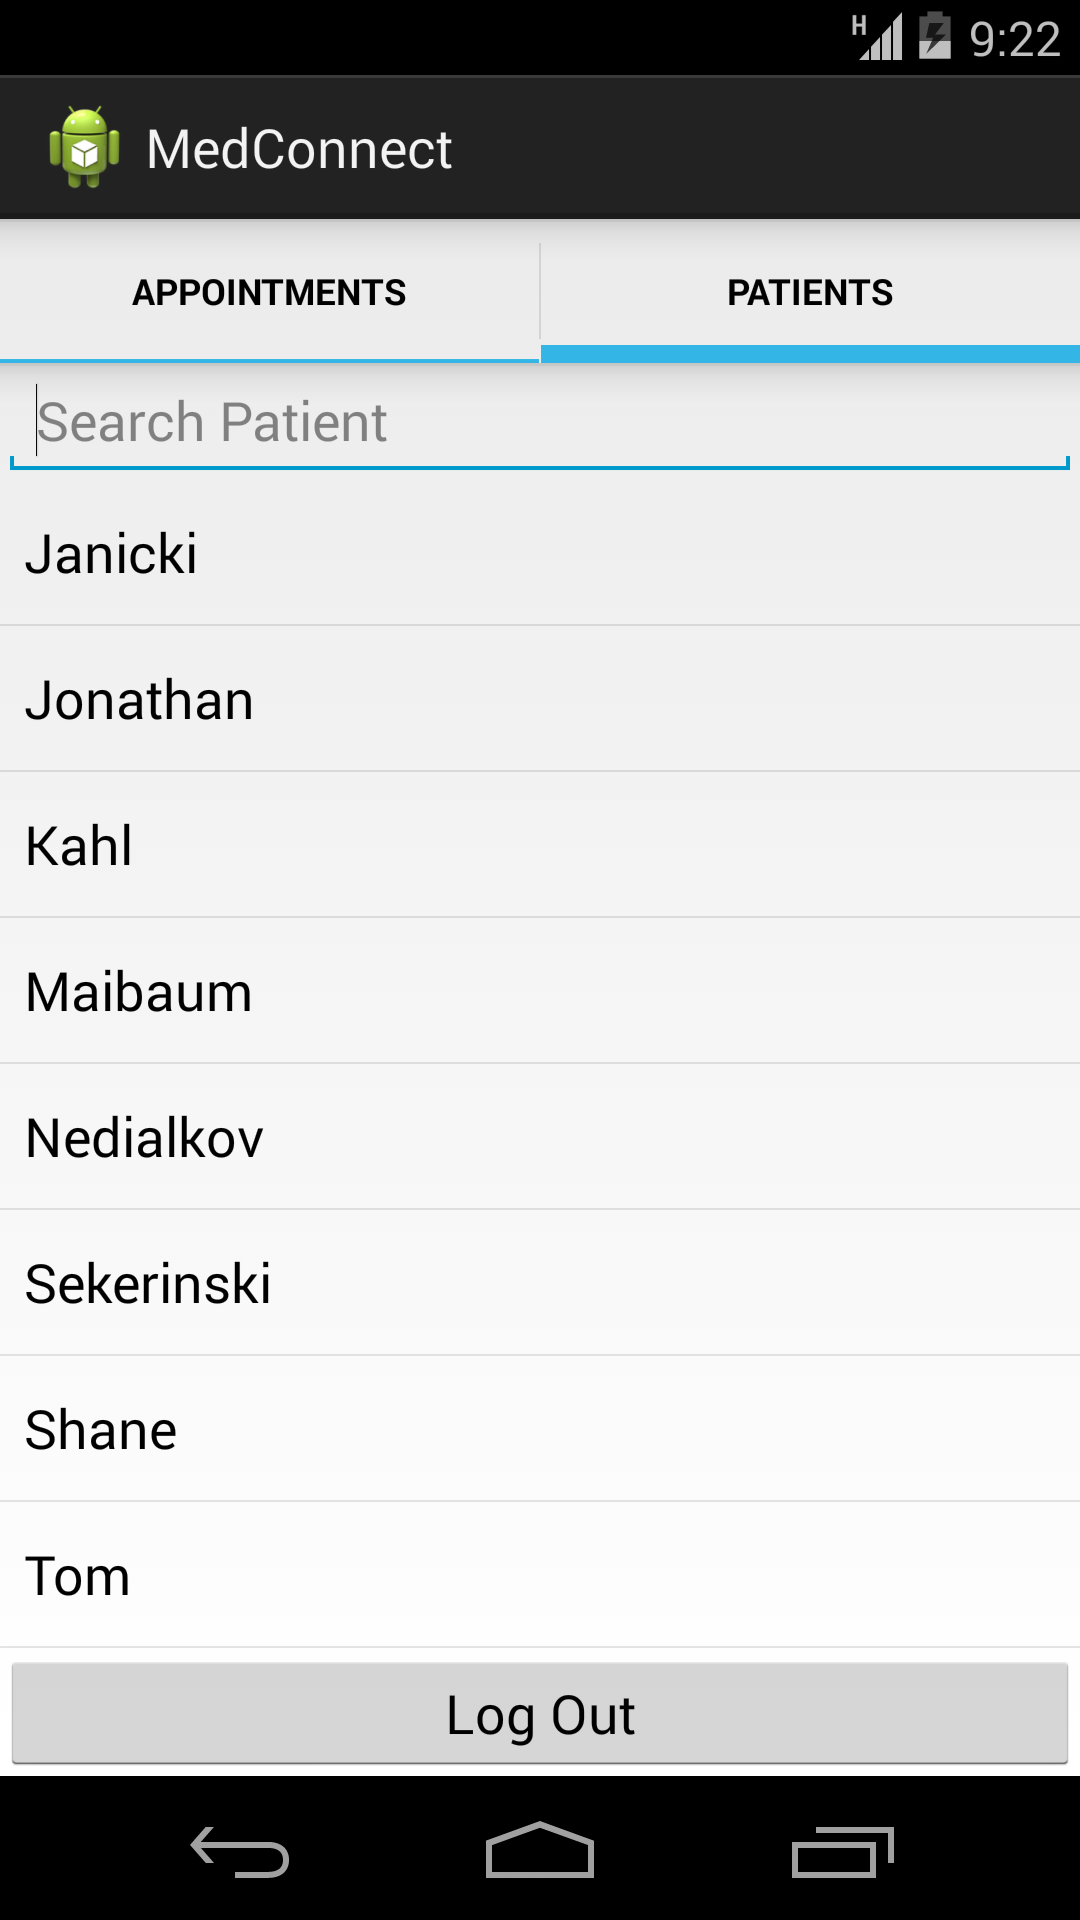 H 9:22
MedConnect
APPOINTMENTS PATIENTS
Search Patient
Janicki
Jonathan
Kahl
Maibaum
Nedialkov
Sekerinski
Shane
Tom
Log Out